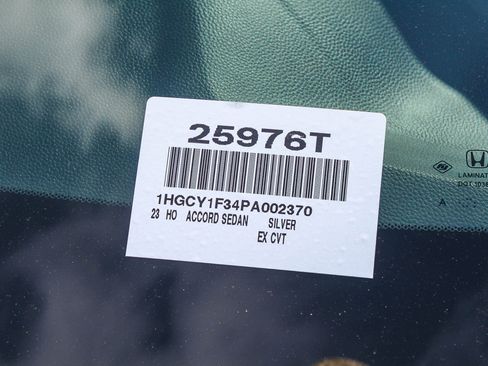 25976T
1HGCY1F34PA002370
23 HO ACCORD SEDAN SILVER
EX CVT
A